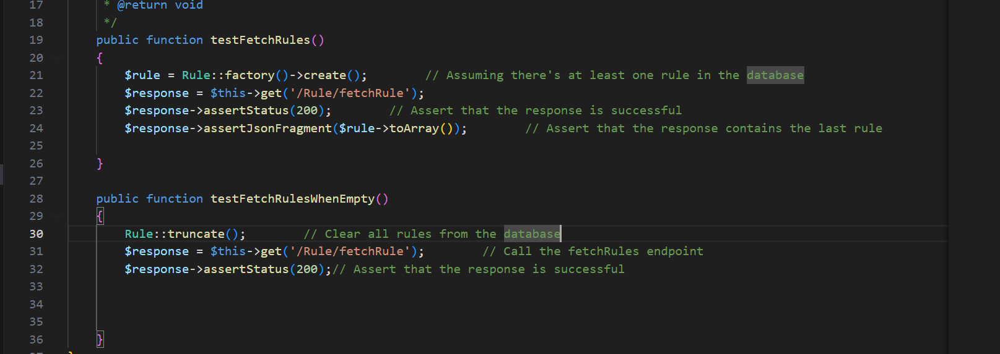 17 * @return void
18 */
19 public function testFetchRules()
20 {
21 $rule = Rule::factory()->create(); // Assuming there's at least one rule in the database
22 $response = $this->get('/Rule/fetchRule');
23 $response->assertStatus(200); // Assert that the response is successful
24 $response->assertJsonFragment($rule->toArray()); // Assert that the response contains the last rule
25
26 }
27
28 public function testFetchRulesWhenEmpty()
29 {
30 Rule::truncate(); // Clear all rules from the database
31 $response = $this->get('/Rule/fetchRule'); // Call the fetchRules endpoint
32 $response->assertStatus(200);// Assert that the response is successful
33
34
35
36 }